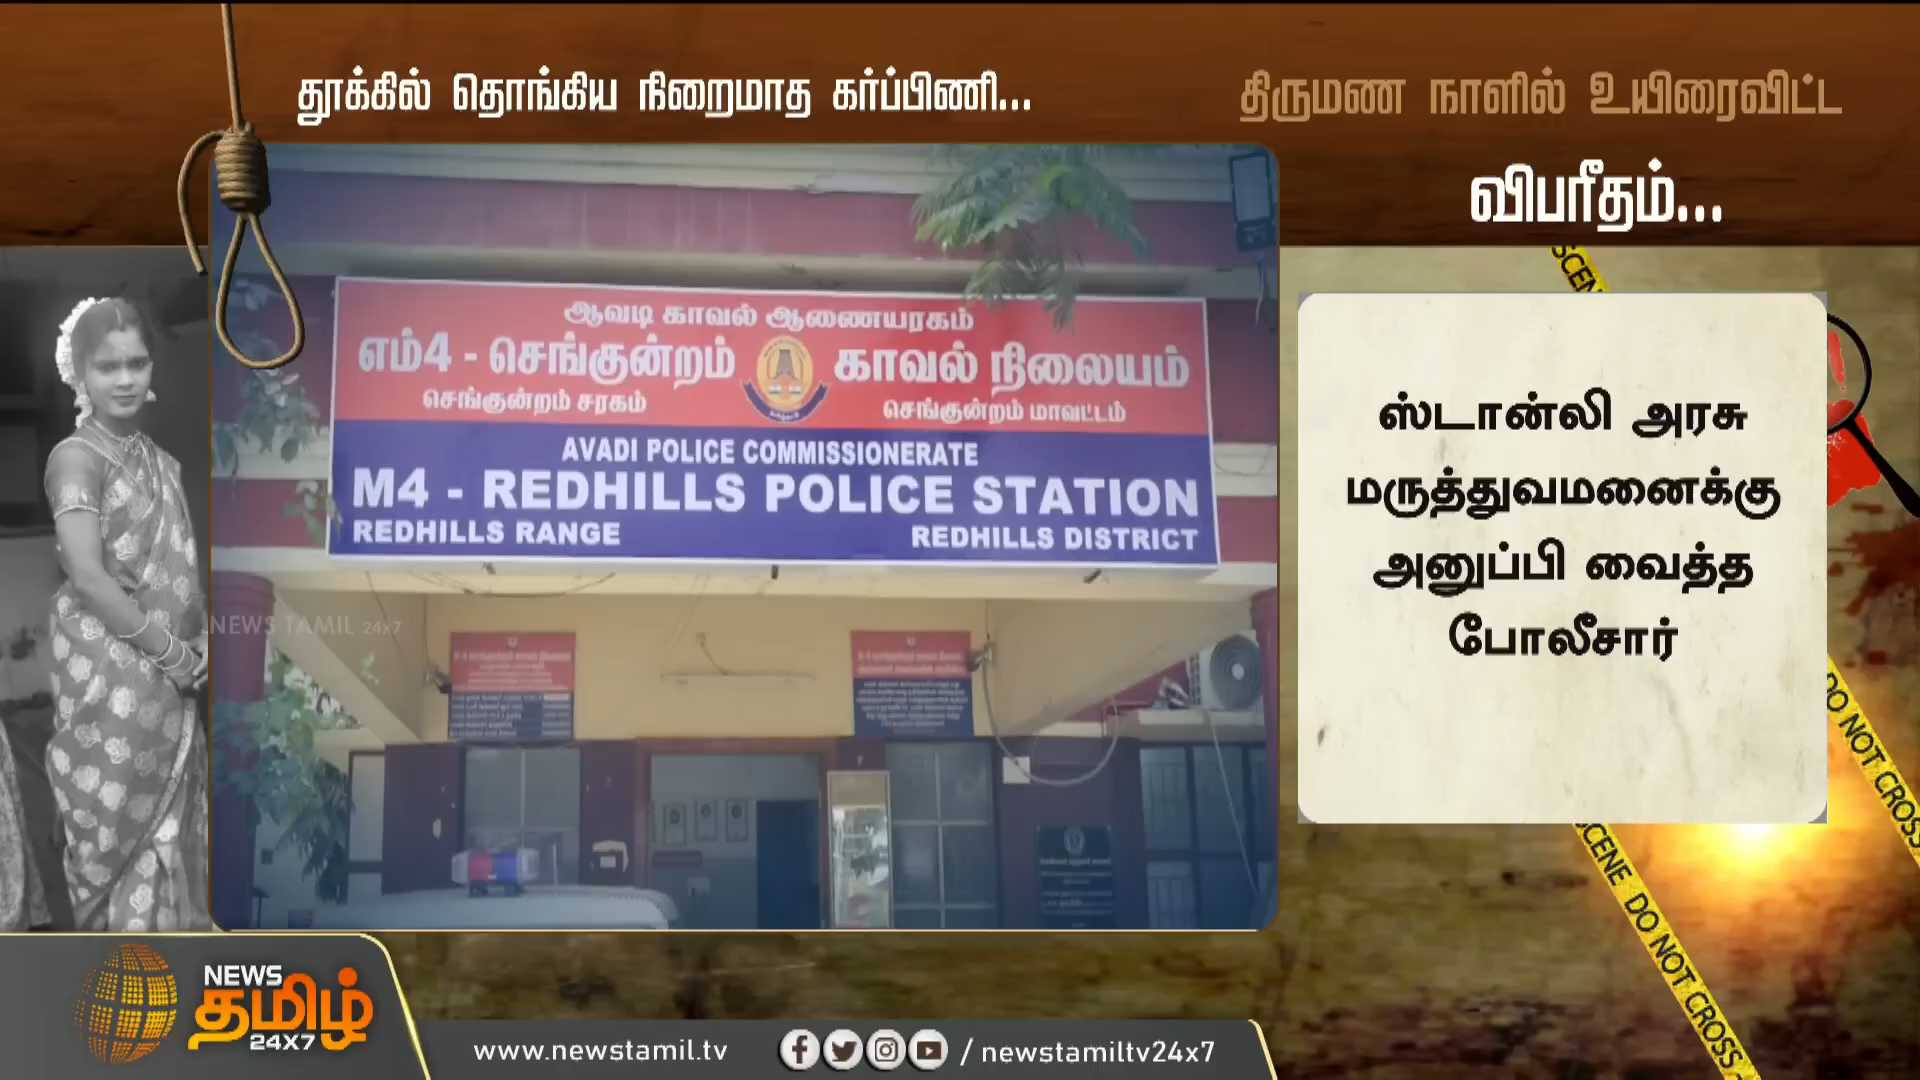 தூக்கில் தொங்கிய நிறைமாத கர்ப்பிணி...
திருமண நாளில் உயிரைவிட்ட
விபரீதம்...
ஆவடி காவல் ஆணையரகம்
எம்4 - செங்குன்றம் காவல் நிலையம்
செங்குன்றம் சரகம் செங்குன்றம் மாவட்டம்
AVADI POLICE COMMISSIONERATE
M4 - REDHILLS POLICE STATION
REDHILLS RANGE REDHILLS DISTRICT
NEWS TAMIL 24x7
SCENE
ஸ்டான்லி அரசு
மருத்துவமனைக்கு
அனுப்பி வைத்த
போலீசார்
DO NOT CROSS
SCENE DO NOT CROSS
NEWS
தமிழ்
24X7
www.newstamil.tv
/ newstamiltv24x7